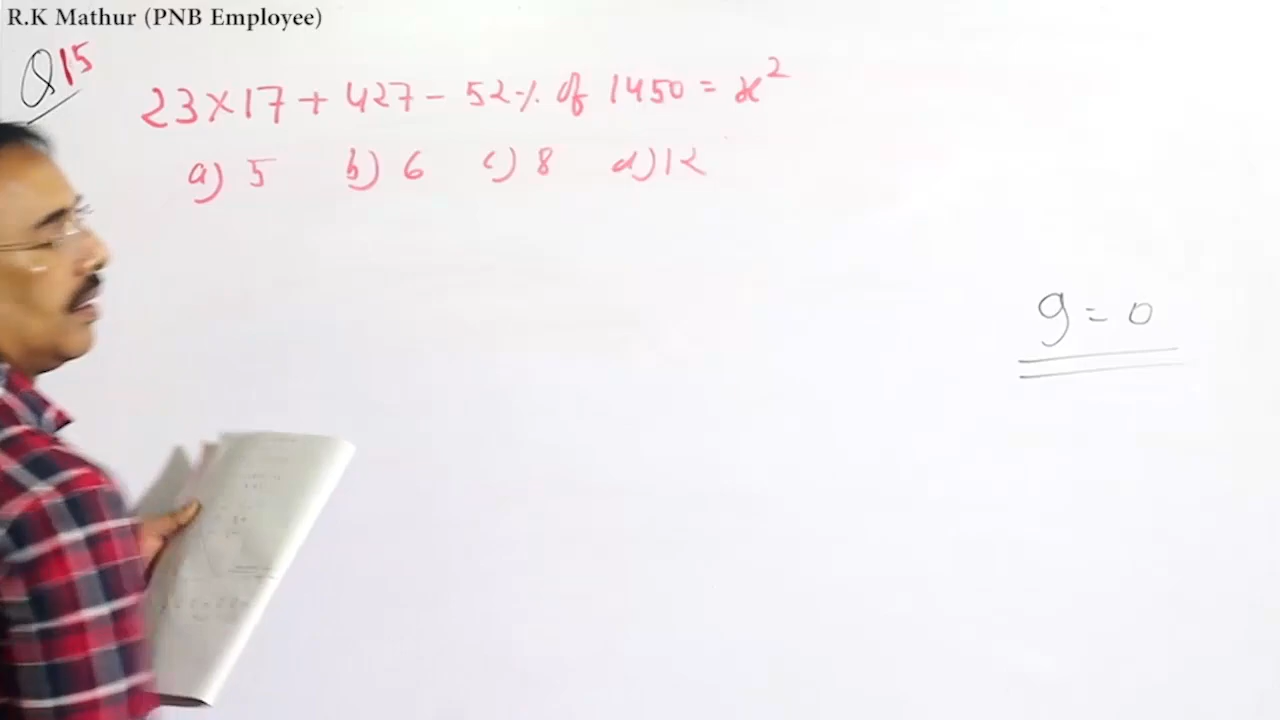 R.K Mathur (PNB Employee)
Q15
23×17 + 427 - 52% of 1450 = x²
a) 5 b) 6 c) 8 d) 12
9 = 0